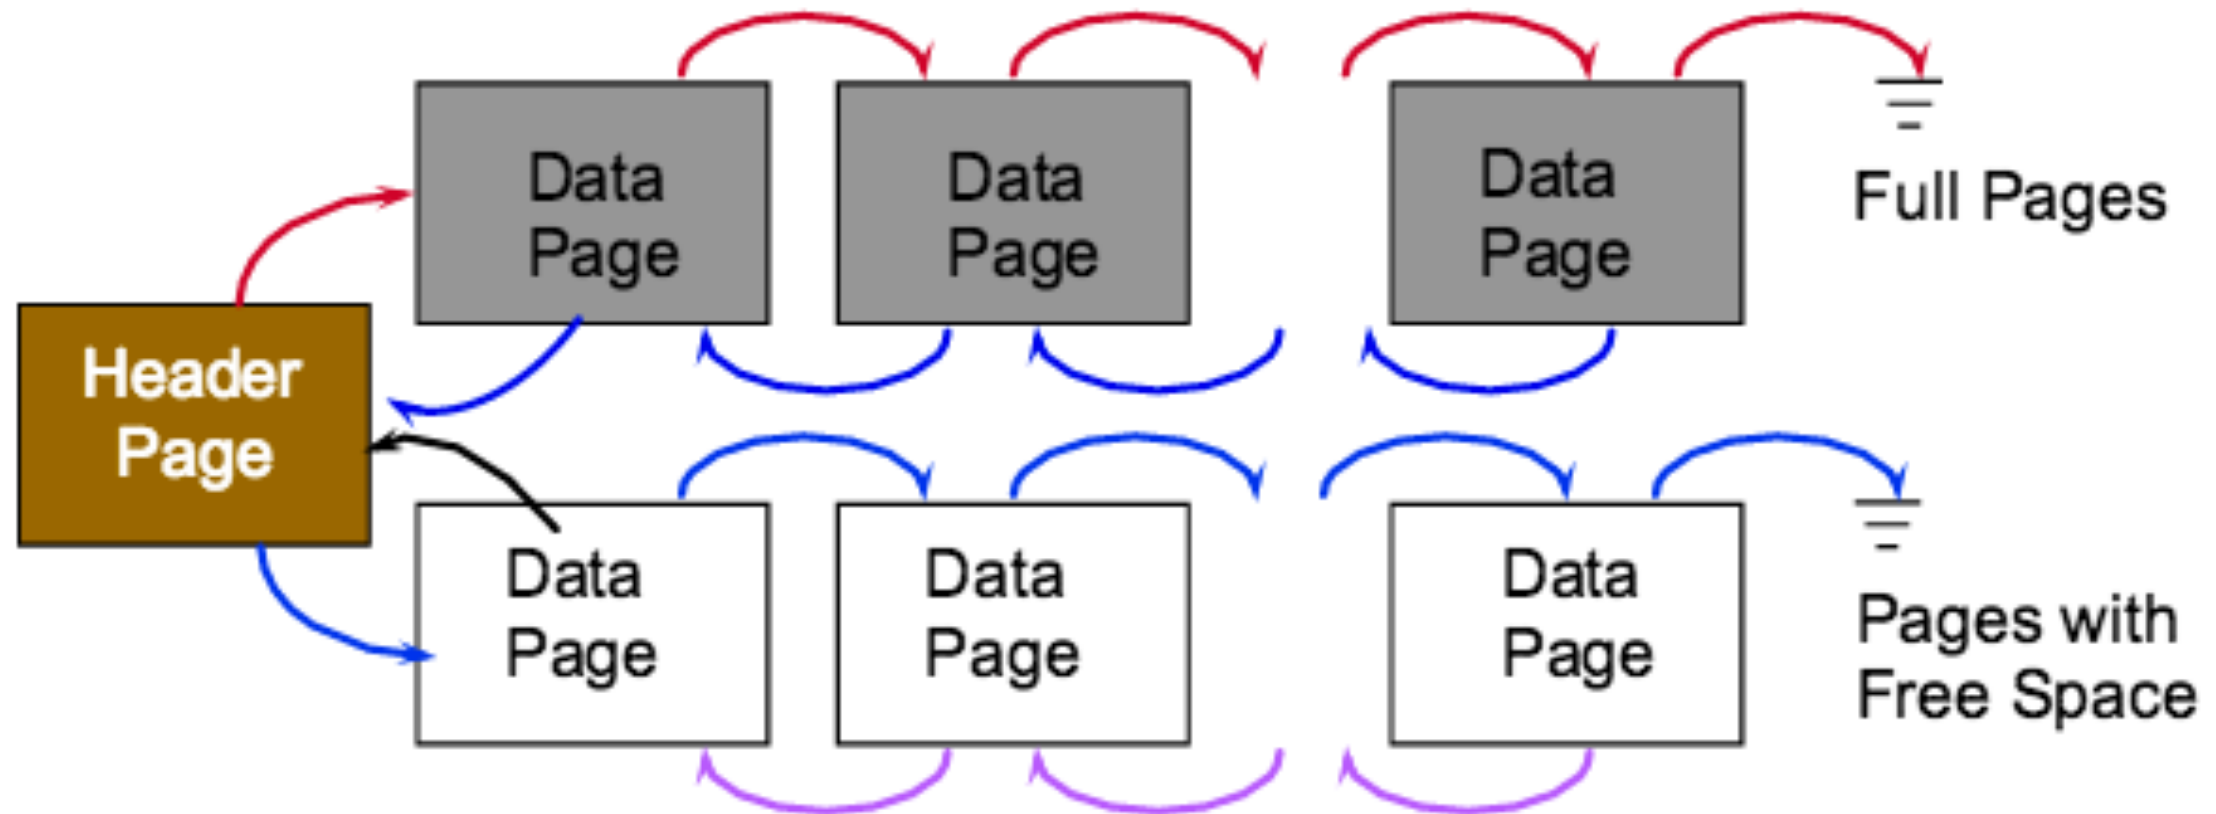 Data
Page
Data
Page
Data
Page
Full Pages
Header
Page
Data
Page
Data
Page
Data
Page
Pages with
Free Space